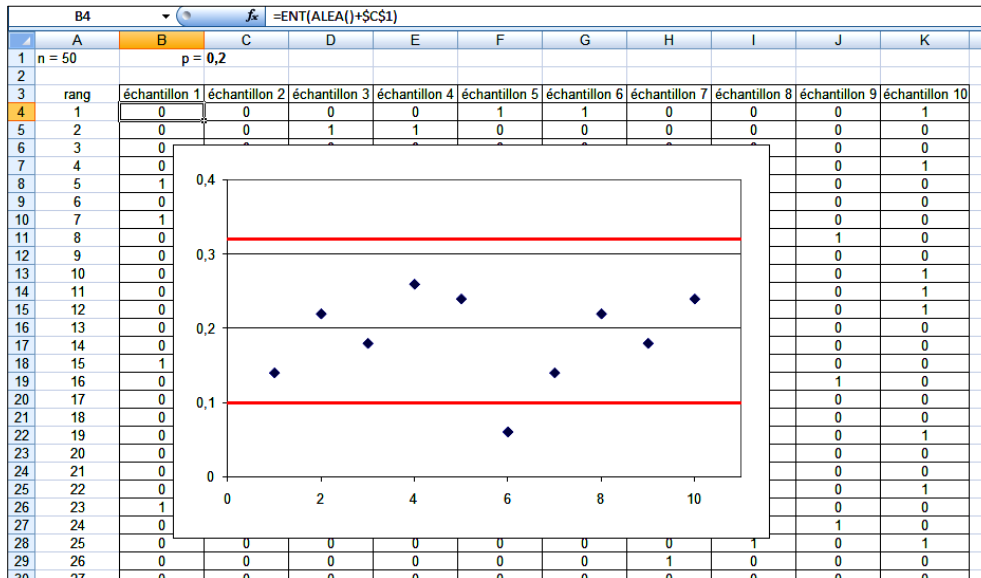 B4 fx =ENT(ALEA()+$C$1)
A B C D E F G H I J K
1 n = 50 p = 0,2
2
3 rang échantillon 1 échantillon 2 échantillon 3 échantillon 4 échantillon 5 échantillon 6 échantillon 7 échantillon 8 échantillon 9 échantillon 10
4 1 0 0 0 0 1 1 0 0 0 1
5 2 0 0 1 1 0 0 0 0 0 0
6 3 0 0 0
7 4 0 0 1
8 5 1 0 0
9 6 0 0 0
10 7 1 0 0
11 8 0 1 0
12 9 0 0 0
13 10 0 0 1
14 11 0 0 1
15 12 0 0 1
16 13 0 0 0
17 14 0 0 0
18 15 1 0 0
19 16 0 1 0
20 17 0 0 0
21 18 0 0 0
22 19 0 0 1
23 20 0 0 0
24 21 0 0 0
25 22 0 0 1
26 23 1 0 0
27 24 0 1 0
28 25 0 0 0 0 0 0 0 1 0 1
29 26 0 0 0 0 0 0 1 0 0 0
30 27
0,4
0,3
0,2
0,1
0
0 2 4 6 8 10